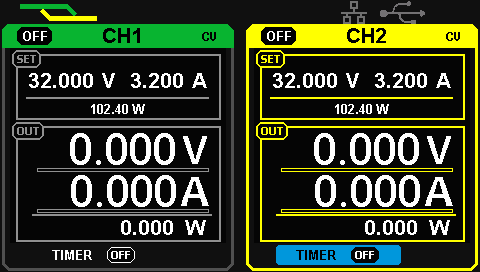 OFF CH1 CV
SET
32.000 V 3.200 A
102.40 W
OUT
0.000 V
0.000 A
0.000 W
TIMER OFF
OFF CH2 CV
SET
32.000 V 3.200 A
102.40 W
OUT
0.000 V
0.000 A
0.000 W
TIMER OFF